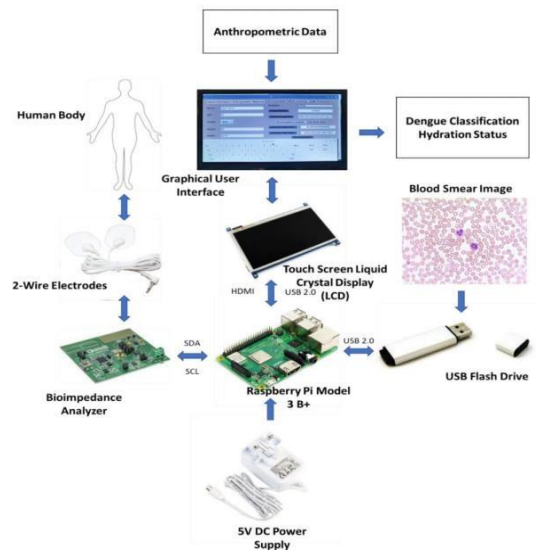 Anthropometric Data
Human Body
Dengue Classification
Hydration Status
Graphical User
Interface
Blood Smear Image
2-Wire Electrodes
Touch Screen Liquid
Crystal Display
(LCD)
HDMI
USB 2.0
SDA
SCL
USB 2.0
Bioimpedance
Analyzer
Raspberry Pi Model
3 B+
USB Flash Drive
5V DC Power
Supply